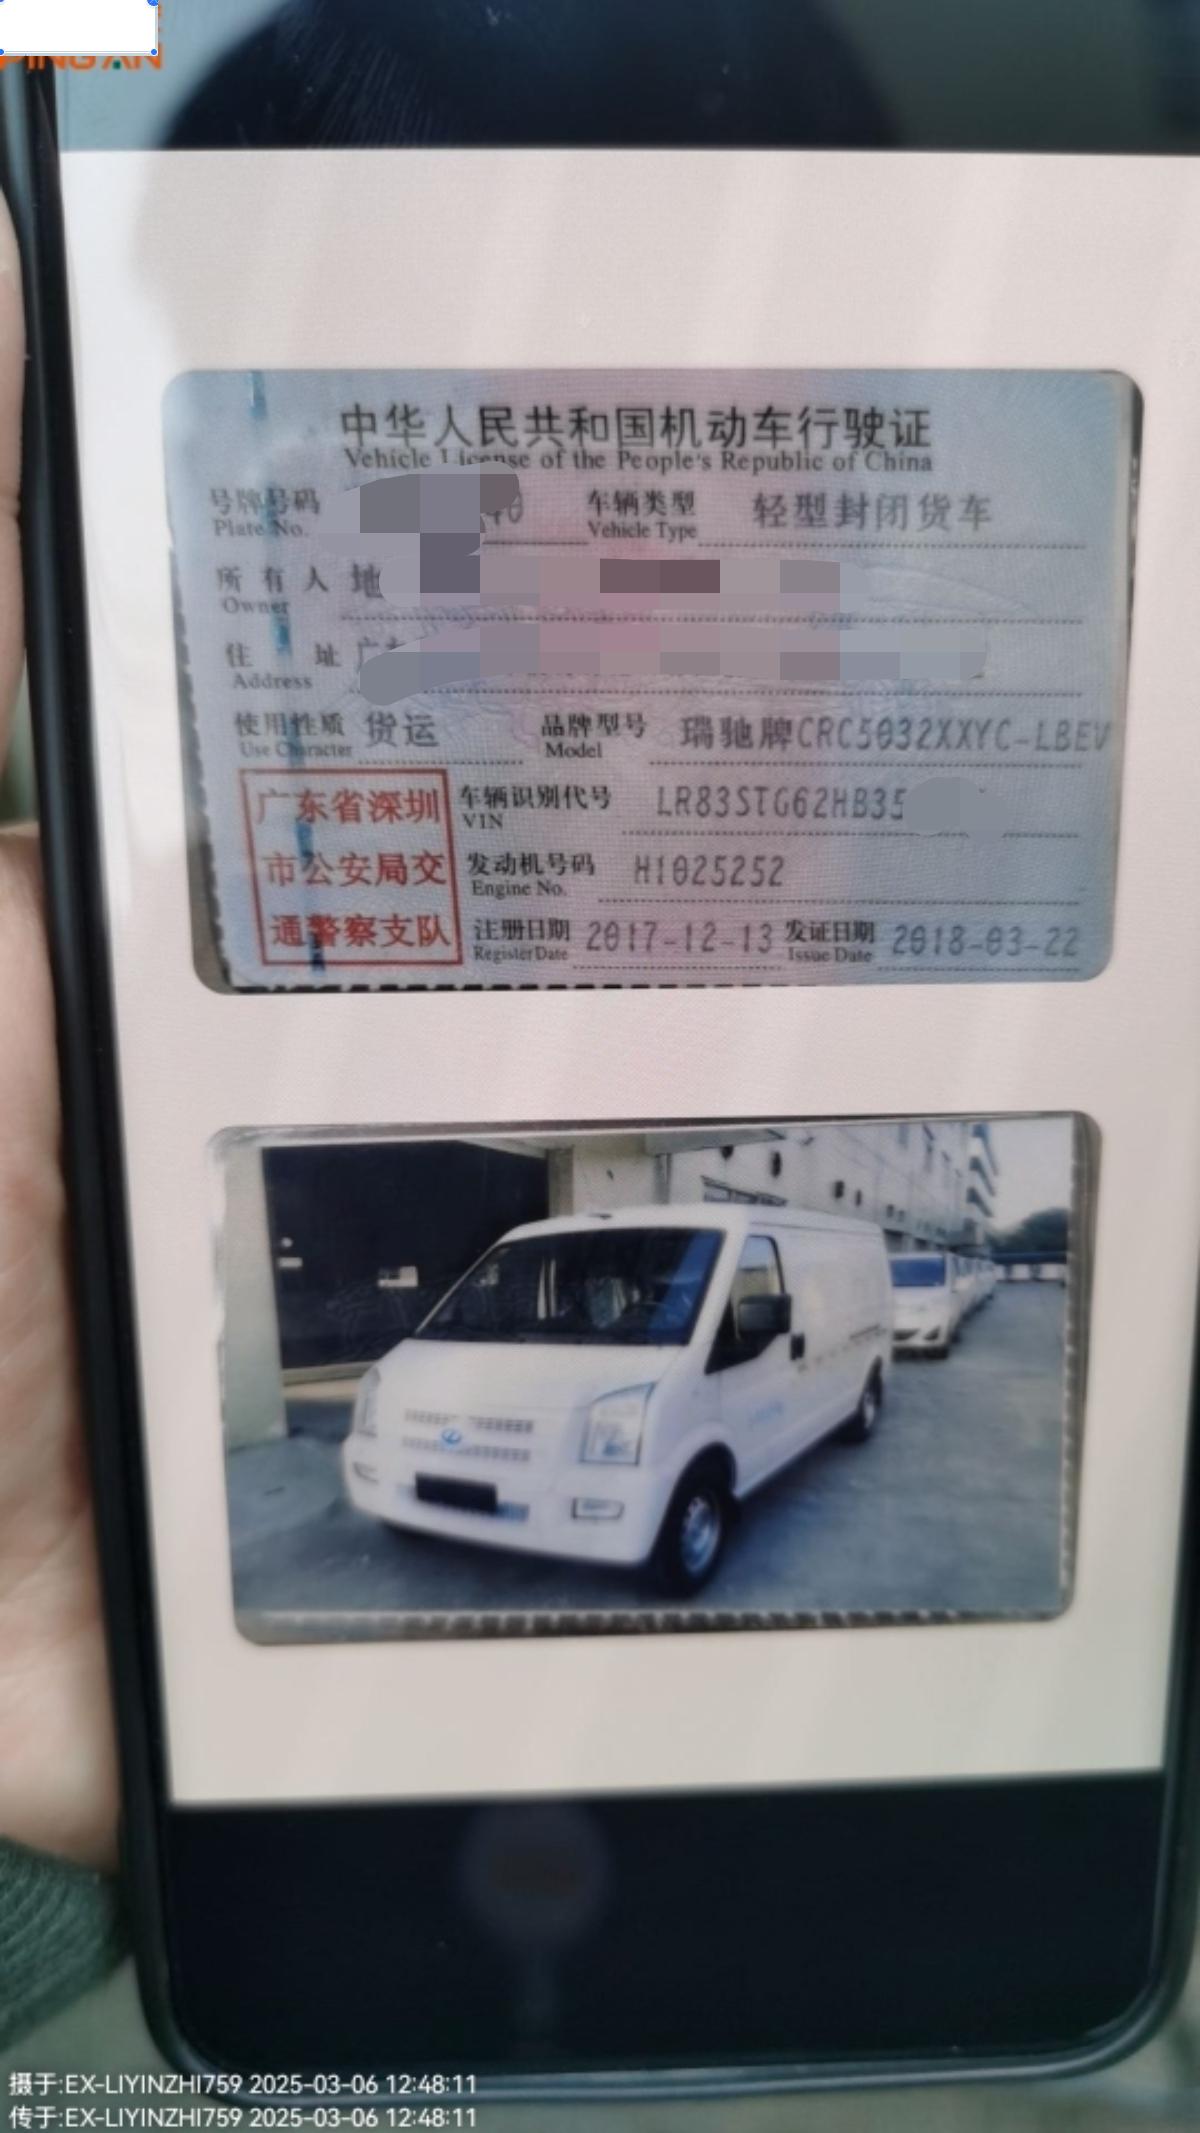 PING AN
中华人民共和国机动车行驶证
Vehicle License of the People's Republic of China
号牌号码 40 车辆类型 轻型封闭货车
Plate No. Vehicle Type
所有人 地
Owner
住址 广东
Address
使用性质 货运 品牌型号 瑞驰牌CRC5032XXYC-LBEV
Use Character Model
广东省深圳 车辆识别代号 LR83STG62HB35
VIN
市公安局交 发动机号码 H1025252
Engine No.
通警察支队 注册日期 2017-12-13 发证日期 2018-03-22
Register Date Issue Date
摄于:EX-LIYINZHI759 2025-03-06 12:48:11
传于:EX-LIYINZHI759 2025-03-06 12:48:11